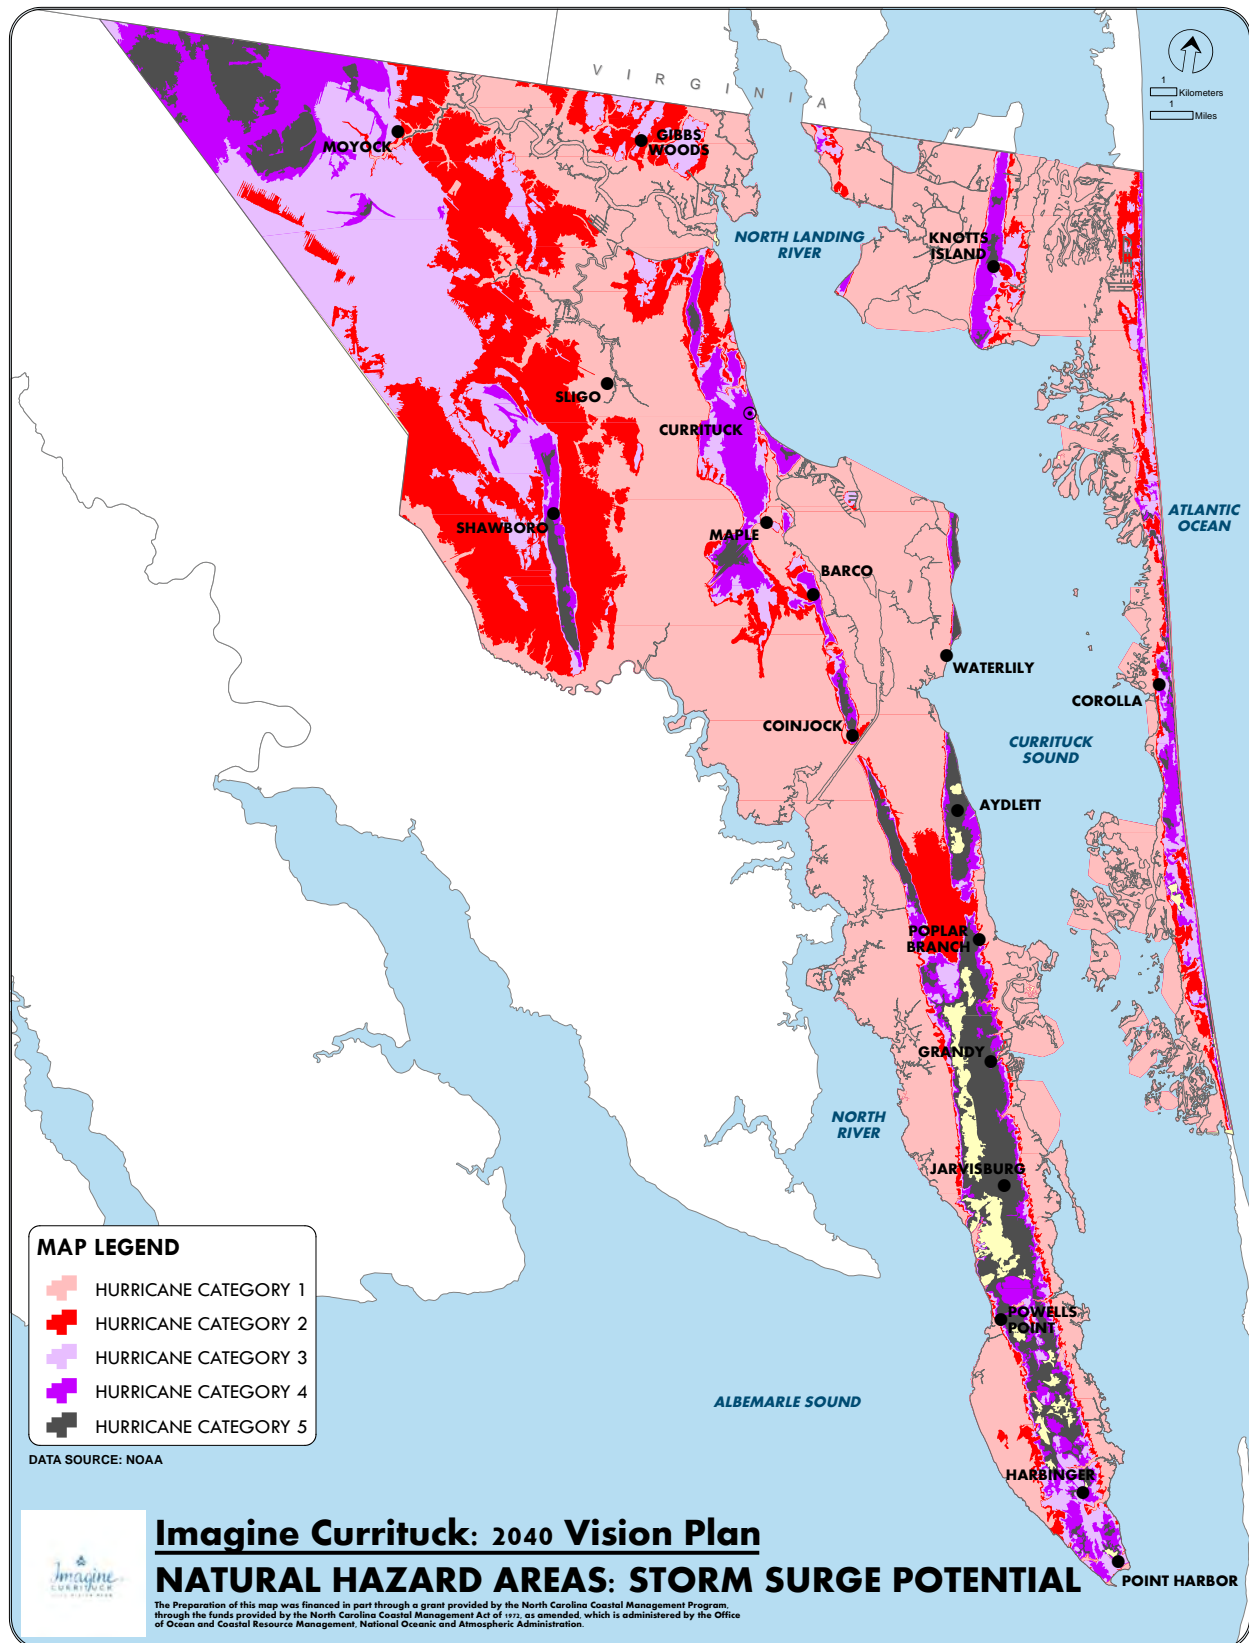 VIRGINIA
1
Kilometers
1
Miles
MOYOCK
GIBBS
WOODS
NORTH LANDING
RIVER
KNOTTS
ISLAND
SLIGO
CURRITUCK
SHAWBORO
MAPLE
BARCO
ATLANTIC
OCEAN
WATERLILY
COROLLA
COINJOCK
CURRITUCK
SOUND
AYDLETT
POPLAR
BRANCH
GRANDY
NORTH
RIVER
JARVISBURG
POWELLS
POINT
ALBEMARLE SOUND
HARBINGER
POINT HARBOR
MAP LEGEND
HURRICANE CATEGORY 1
HURRICANE CATEGORY 2
HURRICANE CATEGORY 3
HURRICANE CATEGORY 4
HURRICANE CATEGORY 5
DATA SOURCE: NOAA
Imagine
CURRITUCK
Imagine Currituck: 2040 Vision Plan
NATURAL HAZARD AREAS: STORM SURGE POTENTIAL
The Preparation of this map was financed in part through a grant provided by the North Carolina Coastal Management Program,
through the funds provided by the North Carolina Coastal Management Act of 1972, as amended, which is administered by the Office
of Ocean and Coastal Resource Management, National Oceanic and Atmospheric Administration.